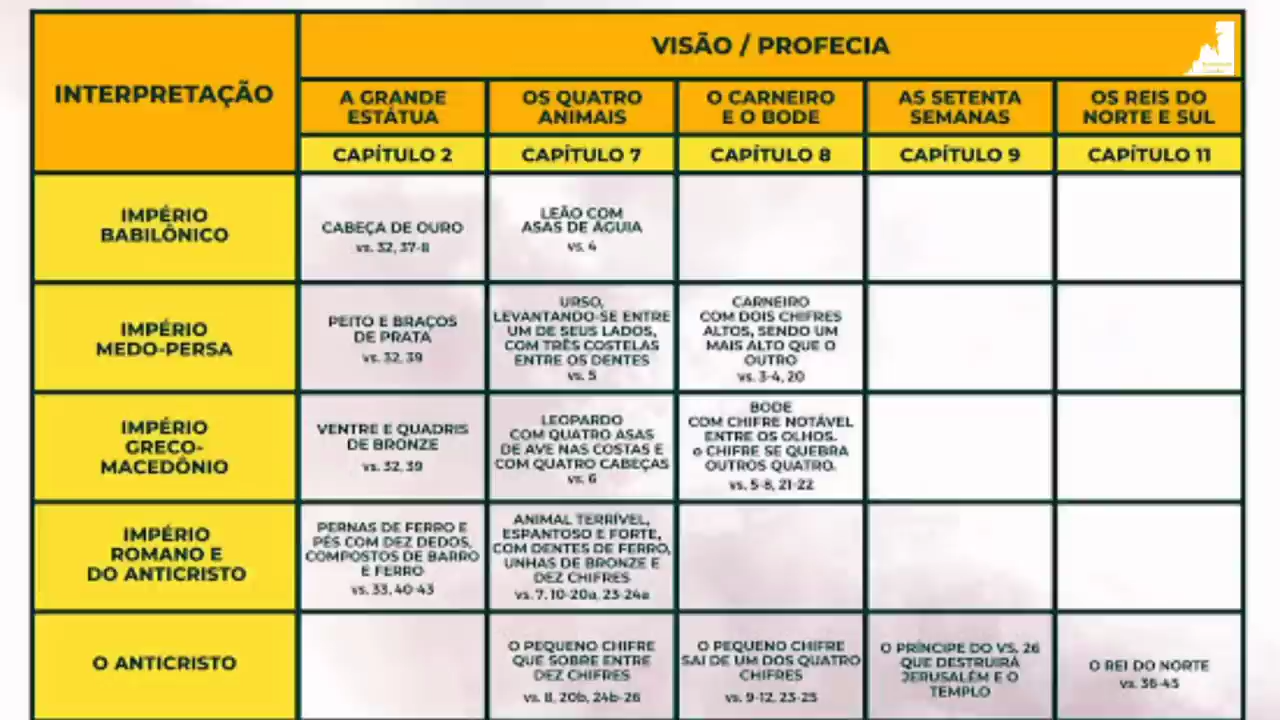 INTERPRETAÇÃO
VISÃO / PROFECIA
A GRANDE
ESTÁTUA
OS QUATRO
ANIMAIS
O CARNEIRO
E O BODE
AS SETENTA
SEMANAS
OS REIS DO
NORTE E SUL
CAPÍTULO 2
CAPÍTULO 7
CAPÍTULO 8
CAPÍTULO 9
CAPÍTULO 11
IMPÉRIO
BABILÔNICO
CABEÇA DE OURO
vs. 32, 37-8
LEÃO COM
ASAS DE ÁGUIA
vs. 4
IMPÉRIO
MEDO-PERSA
PEITO E BRAÇOS
DE PRATA
vs. 32, 39
URSO,
LEVANTANDO-SE ENTRE
UM DE SEUS LADOS,
COM TRÊS COSTELAS
ENTRE OS DENTES
vs. 5
CARNEIRO
COM DOIS CHIFRES
ALTOS, SENDO UM
MAIS ALTO QUE O
OUTRO
vs. 3-4, 20
IMPÉRIO
GRECO-
MACEDÔNIO
VENTRE E QUADRIS
DE BRONZE
vs. 32, 39
LEOPARDO
COM QUATRO ASAS
DE AVE NAS COSTAS E
COM QUATRO CABEÇAS
vs. 6
BODE
COM CHIFRE NOTÁVEL
ENTRE OS OLHOS.
o CHIFRE SE QUEBRA
OUTROS QUATRO.
vs. 5-8, 21-22
IMPÉRIO
ROMANO E
DO ANTICRISTO
PERNAS DE FERRO E
PÉS COM DEZ DEDOS,
COMPOSTOS DE BARRO
E FERRO
vs. 33, 40-43
ANIMAL TERRÍVEL,
ESPANTOSO E FORTE,
COM DENTES DE FERRO,
UNHAS DE BRONZE E
DEZ CHIFRES
vs. 7, 10-20a, 23-24a
O ANTICRISTO
O PEQUENO CHIFRE
QUE SOBRE ENTRE
DEZ CHIFRES
vs. 8, 20b, 24b-26
O PEQUENO CHIFRE
SAI DE UM DOS QUATRO
CHIFRES
vs. 9-12, 23-25
O PRÍNCIPE DO VS. 26
QUE DESTRUIRÁ
JERUSALÉM E O
TEMPLO
O REI DO NORTE
vs. 36-45